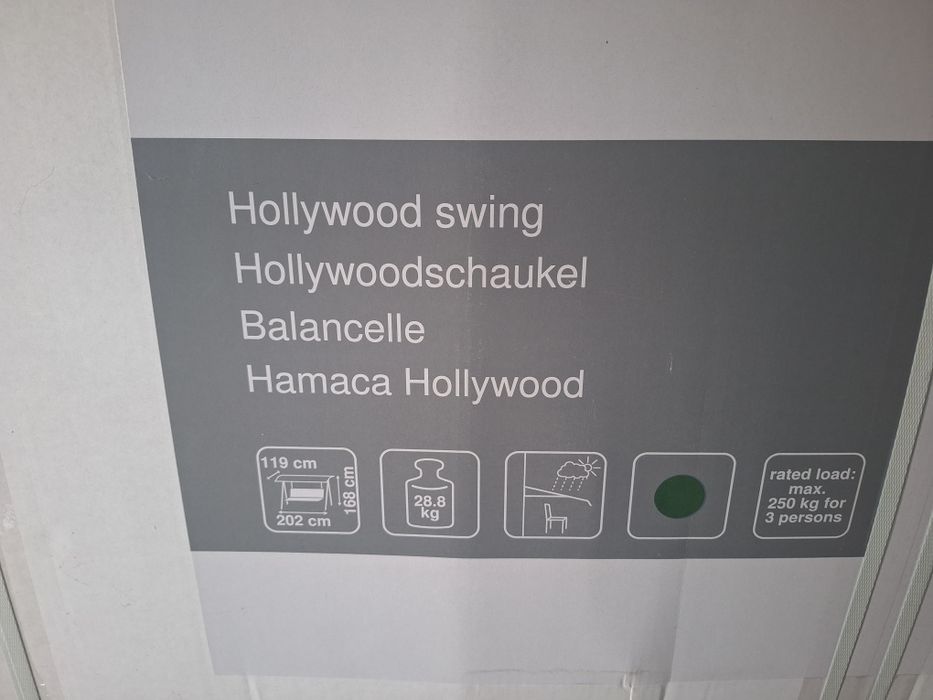 Hollywood swing
Hollywoodschaukel
Balancelle
Hamaca Hollywood
119 cm
168 cm
202 cm
28.8
kg
rated load:
max.
250 kg for
3 persons